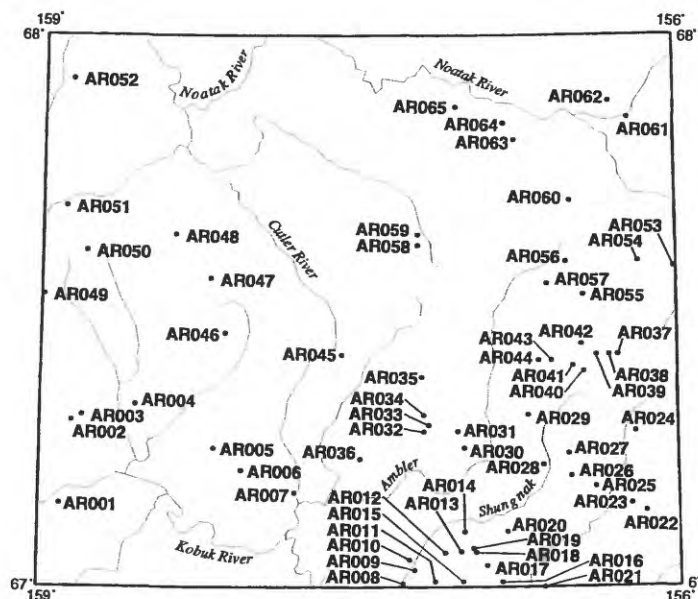 159° 156°
68° 68°
AR052
Noatak River
Noatak River
AR062
AR065
AR061
AR064
AR063
AR051
AR060
AR059
AR053
AR048
AR058
AR054
AR050
Cutler River
AR056
AR047
AR057
AR049
AR055
AR046
AR043 AR042 AR037
AR045
AR044
AR038
AR041
AR035
AR040 AR039
AR004
AR034
AR003
AR033
AR029 AR024
AR002
AR032
AR031
AR005
AR036
AR030
AR027
AR006
AR028
AR026
Ambler
AR014
AR025
AR007
AR012
AR013
Shungnak
AR023
AR001
AR015
AR022
AR011
AR020
AR010
AR019
Kobuk River
AR018
AR009
AR017
AR016
AR008
AR021
67° 67°
159° 156°